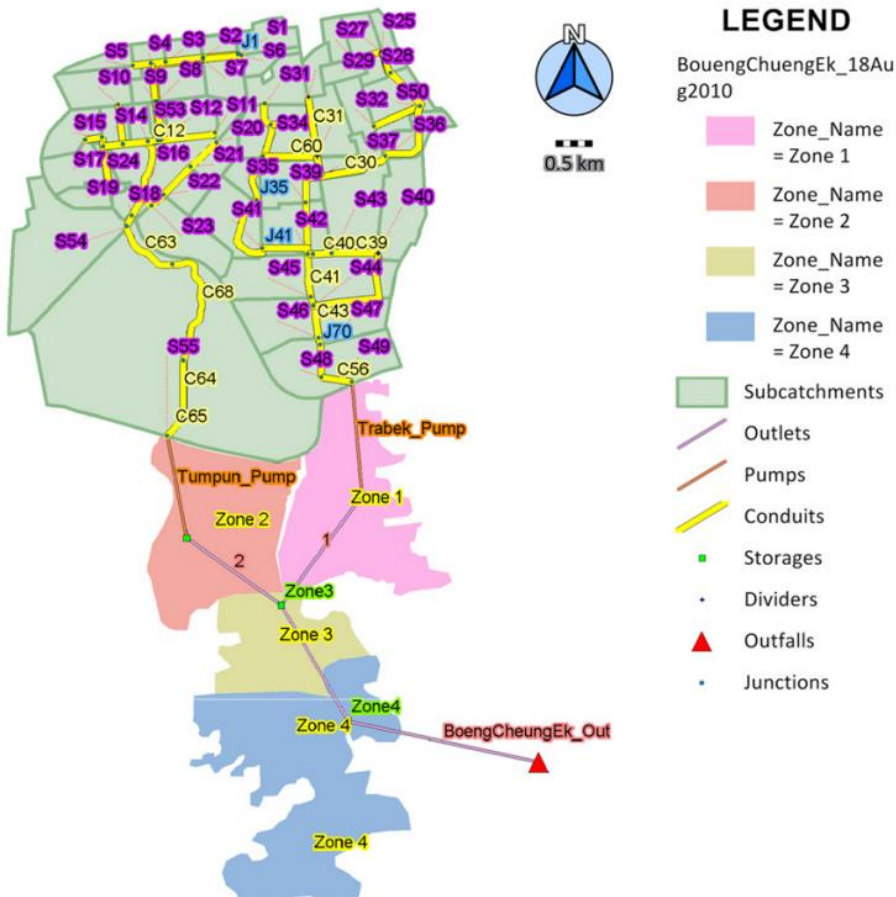 S25
S27
S1
S2
J1
S3
S4
S5
S6
S7
S8
S9
S10
S28
S29
S31
S50
S53
S12
S11
S14
S32
C31
S15
C12
S20
S34
S36
S37
S16
S21
C60
S17
S24
S35
S39
C30
S19
S18
S22
J35
S43
S40
S23
S41
S42
S54
C63
J41
C40
C39
S45
S44
C41
C68
S46
C43
S47
J70
S55
S48
S49
C64
C56
C65
Trabek_Pump
Tumpun_Pump
Zone 1
Zone 2
1
2
Zone3
Zone 3
Zone4
Zone 4
BoengCheungEk_Out
Zone 4
N
0.5 km
LEGEND
BouengChuengEk_18Au
g2010
Zone_Name
= Zone 1
Zone_Name
= Zone 2
Zone_Name
= Zone 3
Zone_Name
= Zone 4
Subcatchments
Outlets
Pumps
Conduits
Storages
Dividers
Outfalls
Junctions